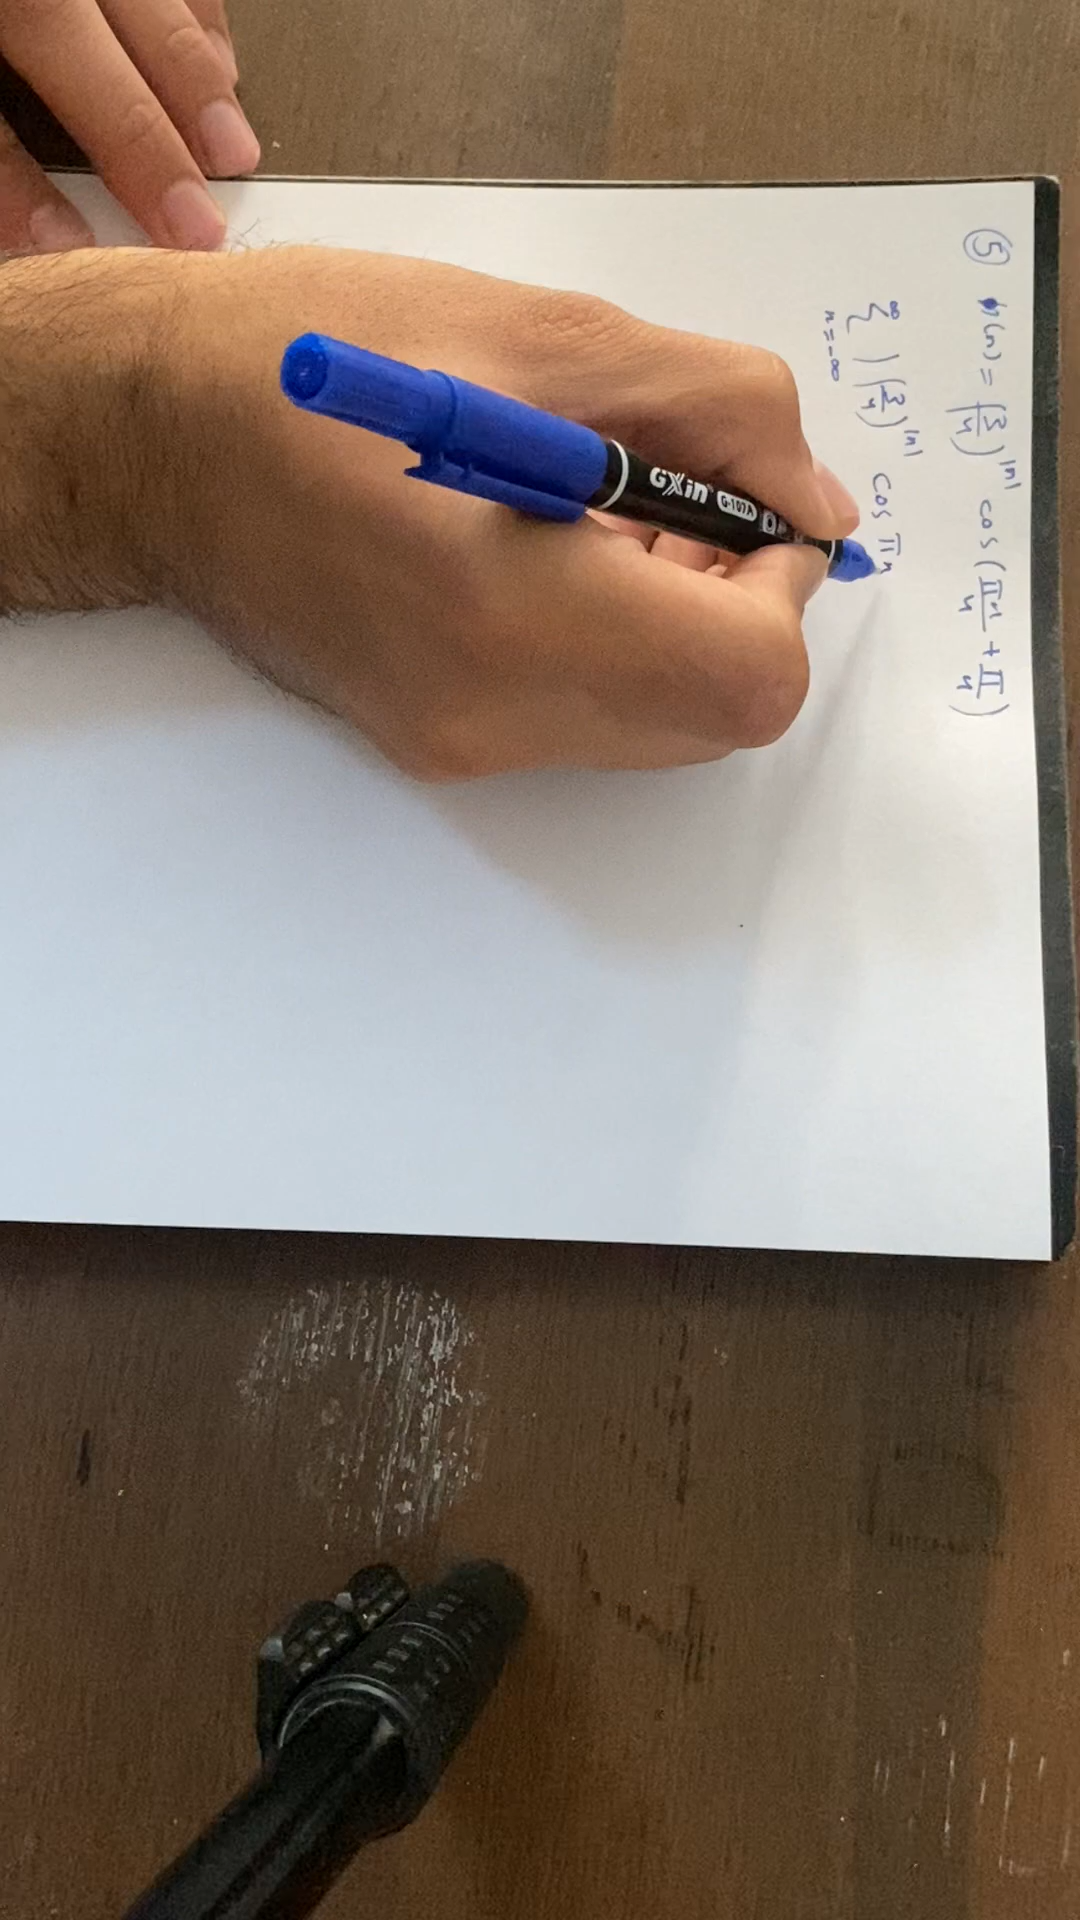 ⑤ h(n) = (3/4)^|n| cos(πn/4 + π/4)
∞
Σ |(3/4)^|n| cos πn
n=-∞
GXin G-107A